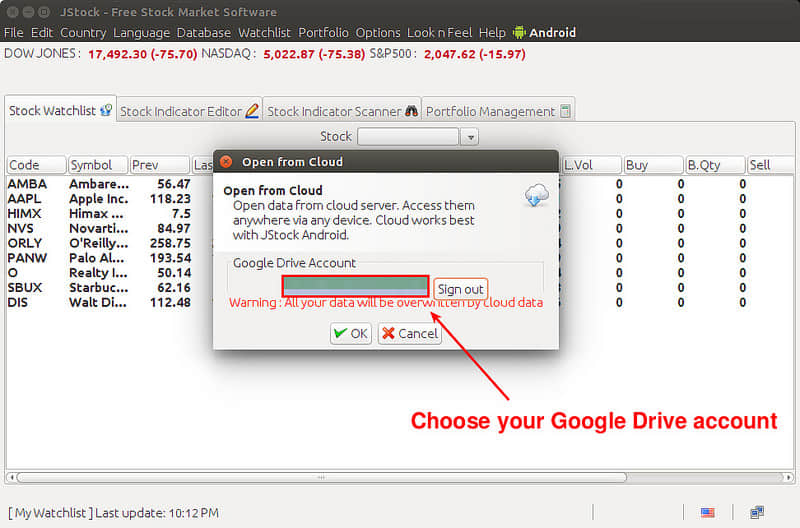 JStock - Free Stock Market Software
File Edit Country Language Database Watchlist Portfolio Options Look n Feel Help Android
DOW JONES : 17,492.30 (-75.70) NASDAQ : 5,022.87 (-75.38) S&P500 : 2,047.62 (-15.97)
Stock Watchlist Stock Indicator Editor Stock Indicator Scanner Portfolio Management
Stock
Open from Cloud
Code Symbol Prev L.Vol Buy B.Qty Sell
Open from Cloud
Open data from cloud server. Access them
anywhere via any device. Cloud works best
with JStock Android.
AMBA Ambare... 56.47 0 0 0
AAPL Apple Inc. 118.23 0 0 0
HIMX Himax ... 7.5 0 0 0
NVS Novarti... 84.97 0 0 0
ORLY O'Reilly... 258.75 0 0 0
PANW Palo Al... 193.54 0 0 0
O Realty I... 50.14 0 0 0
SBUX Starbuc... 62.16 0 0 0
DIS Walt Di... 112.48 0 0 0
Google Drive Account
Sign out
Warning : All your data will be overwritten by cloud data
OK Cancel
Choose your Google Drive account
[ My Watchlist ] Last update: 10:12 PM